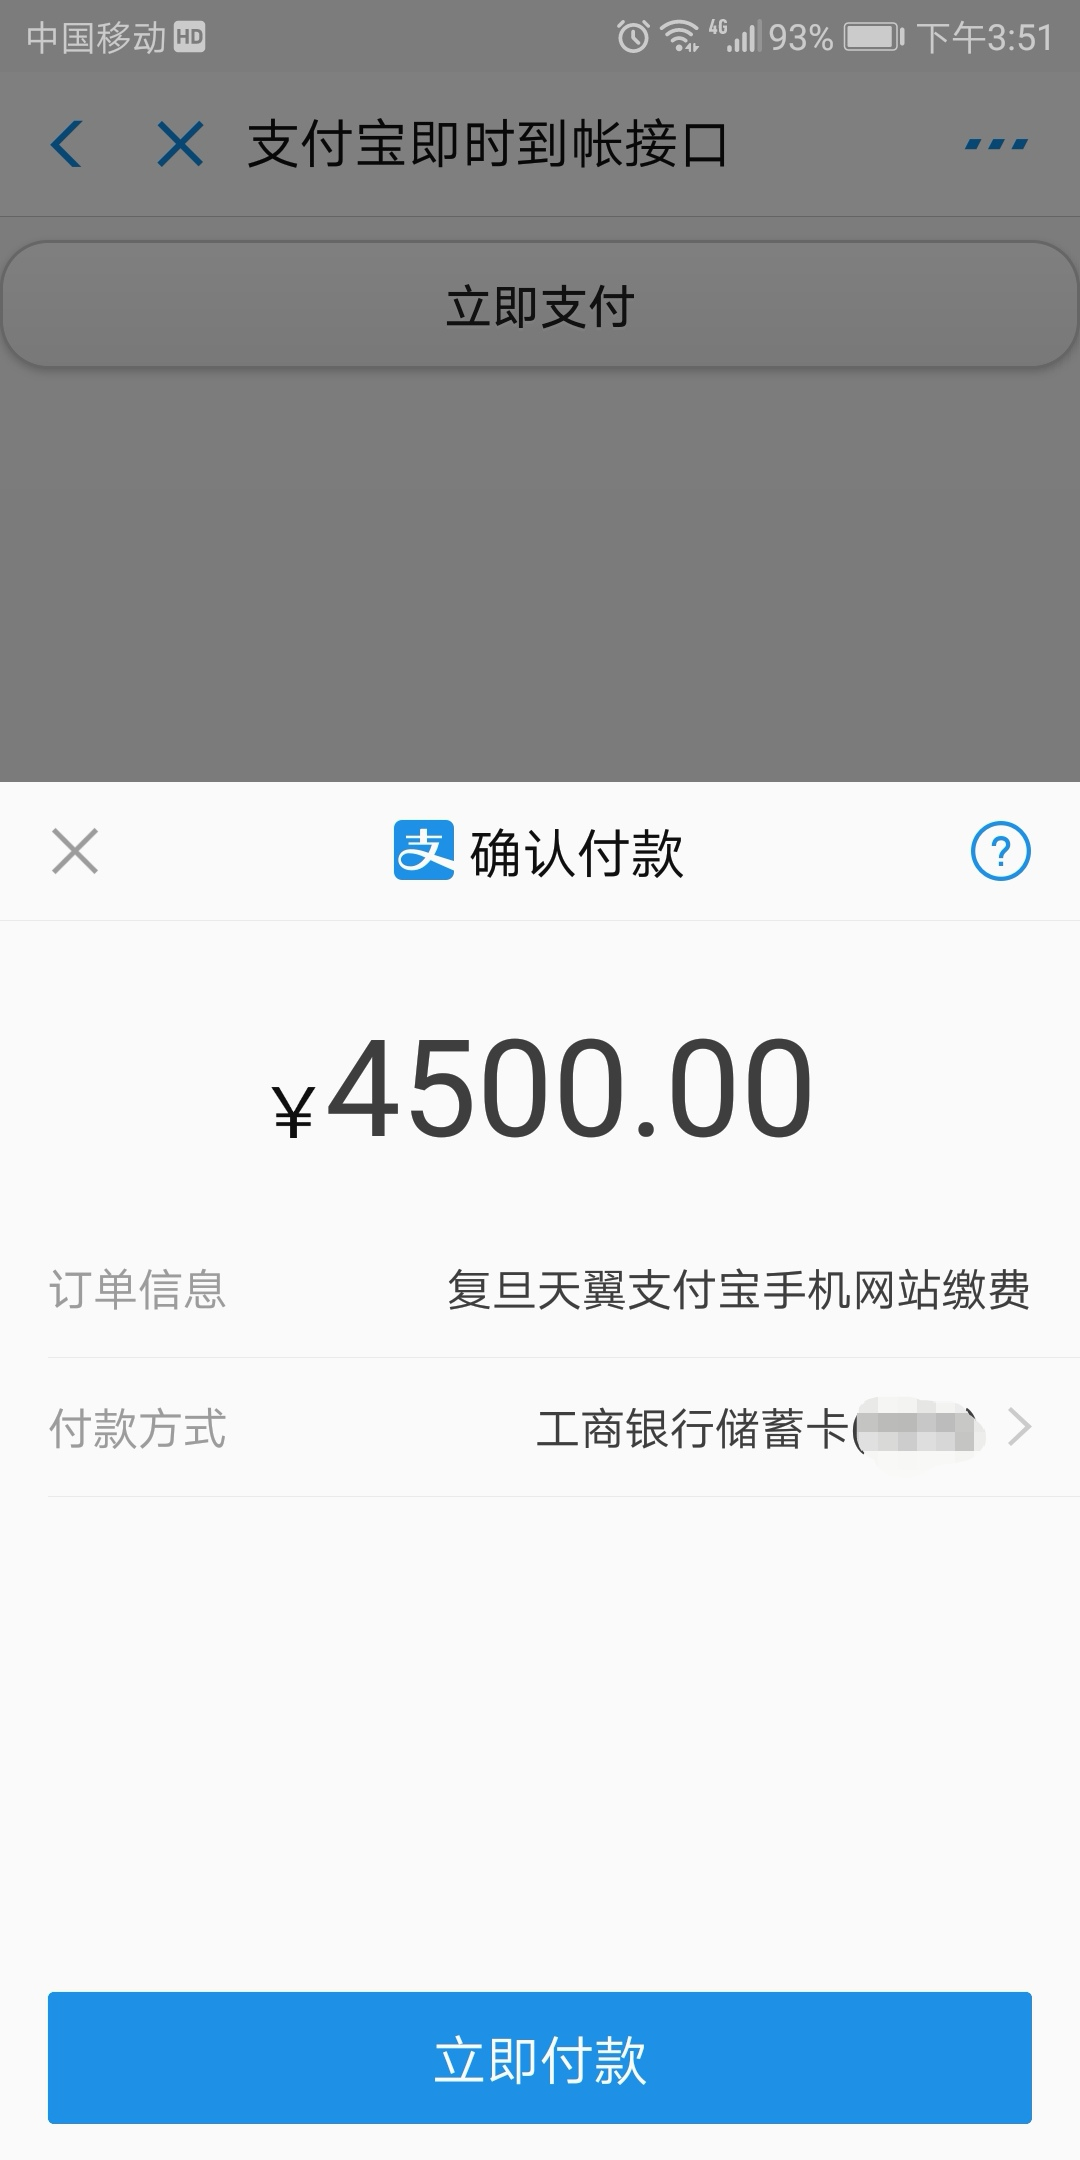 中国移动 HD 4G 93% 下午3:51
支付宝即时到帐接口
立即支付
支 确认付款 ?
¥4500.00
订单信息 复旦天翼支付宝手机网站缴费
付款方式 工商银行储蓄卡(
立即付款